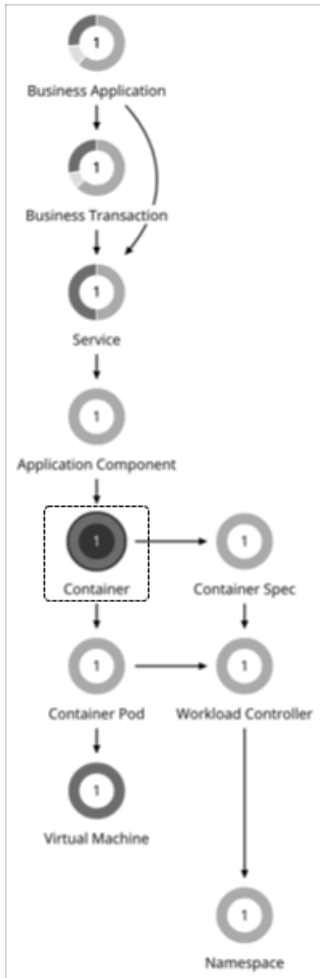 1
Business Application
1
Business Transaction
1
Service
1
Application Component
1
Container
1
Container Spec
1
Container Pod
1
Workload Controller
1
Virtual Machine
1
Namespace